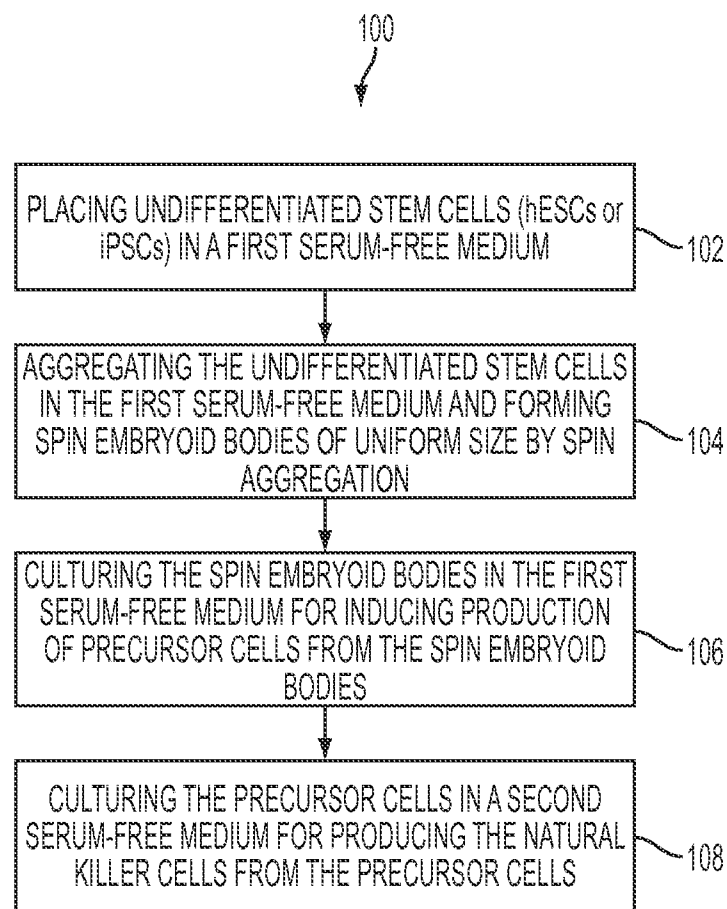 100
PLACING UNDIFFERENTIATED STEM CELLS (hESCs or
iPSCs) IN A FIRST SERUM-FREE MEDIUM
102
AGGREGATING THE UNDIFFERENTIATED STEM CELLS
IN THE FIRST SERUM-FREE MEDIUM AND FORMING
SPIN EMBRYOID BODIES OF UNIFORM SIZE BY SPIN
AGGREGATION
104
CULTURING THE SPIN EMBRYOID BODIES IN THE FIRST
SERUM-FREE MEDIUM FOR INDUCING PRODUCTION
OF PRECURSOR CELLS FROM THE SPIN EMBRYOID
BODIES
106
CULTURING THE PRECURSOR CELLS IN A SECOND
SERUM-FREE MEDIUM FOR PRODUCING THE NATURAL
KILLER CELLS FROM THE PRECURSOR CELLS
108